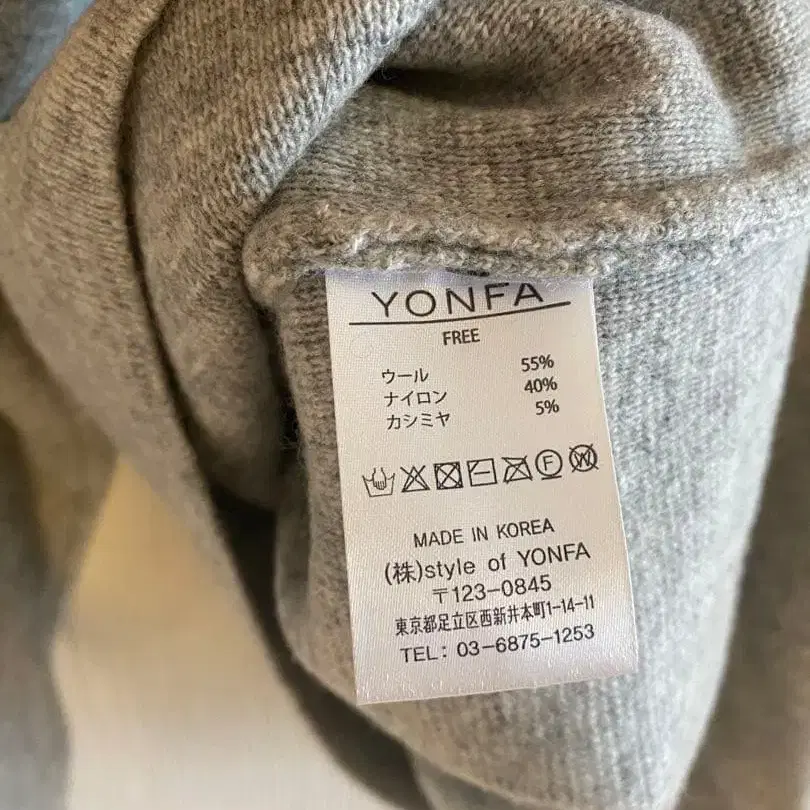 YONFA
FREE
ウール 55%
ナイロン 40%
カシミヤ 5%
F W
MADE IN KOREA
(株)style of YONFA
〒123-0845
東京都足立区西新井本町1-14-11
TEL: 03-6875-1253